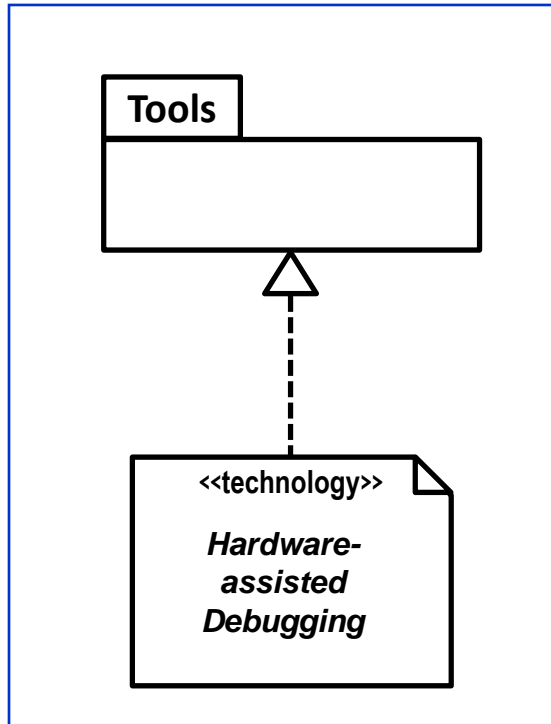 Tools
<<technology>>
Hardware-
assisted
Debugging